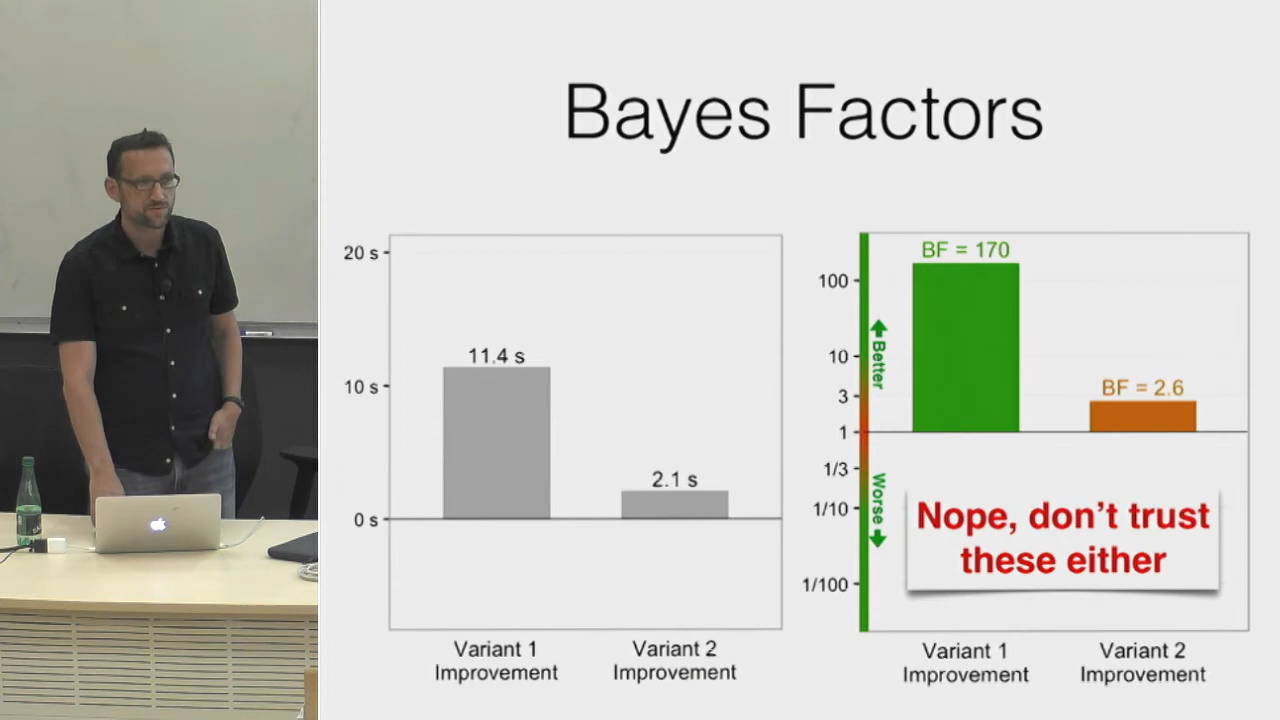 Bayes Factors
20 s
10 s
0 s
11.4 s
2.1 s
Variant 1
Improvement
Variant 2
Improvement
100
10
3
1
1/3
1/10
1/100
Better
Worse
BF = 170
BF = 2.6
Nope, don't trust
these either
Variant 1
Improvement
Variant 2
Improvement